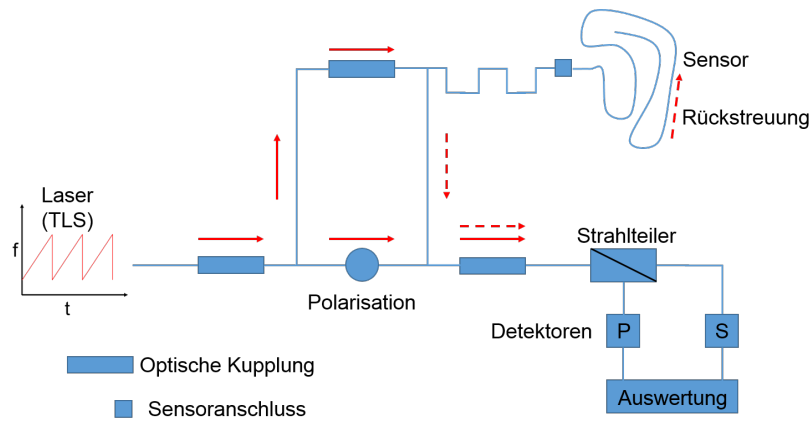 Sensor
Rückstreuung
Laser
(TLS)
f
t
Polarisation
Strahlteiler
Detektoren
P
S
Auswertung
Optische Kupplung
Sensoranschluss